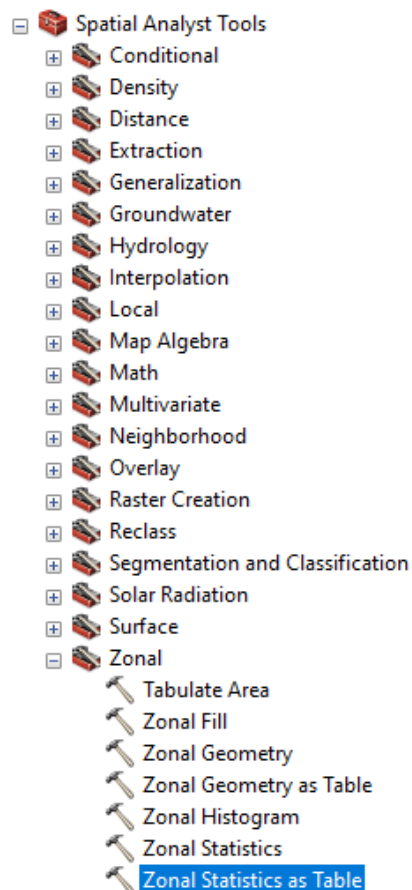 Spatial Analyst Tools
Conditional
Density
Distance
Extraction
Generalization
Groundwater
Hydrology
Interpolation
Local
Map Algebra
Math
Multivariate
Neighborhood
Overlay
Raster Creation
Reclass
Segmentation and Classification
Solar Radiation
Surface
Zonal
Tabulate Area
Zonal Fill
Zonal Geometry
Zonal Geometry as Table
Zonal Histogram
Zonal Statistics
Zonal Statistics as Table